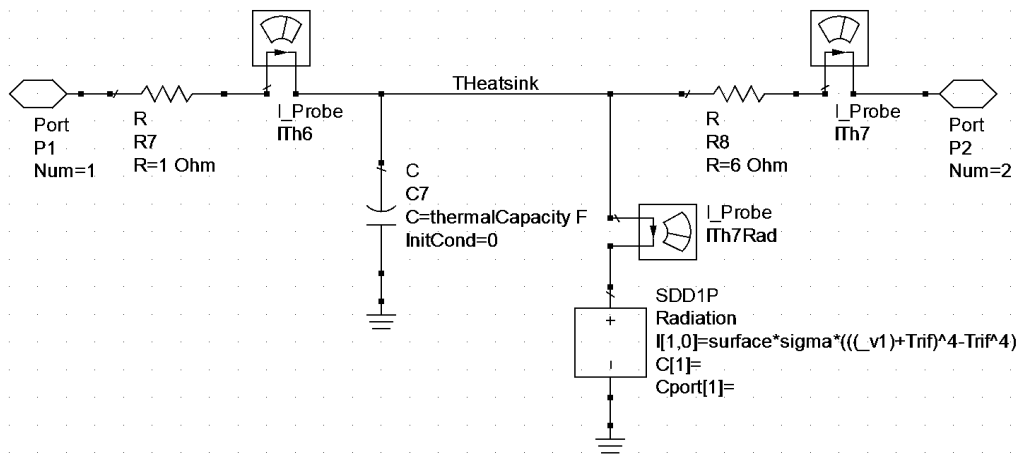 THeatsink
Port
P1
Num=1
R
R7
R=1 Ohm
I_Probe
ITh6
C
C7
C=thermalCapacity F
InitCond=0
R
R8
R=6 Ohm
I_Probe
ITh7
Port
P2
Num=2
I_Probe
ITh7Rad
SDD1P
Radiation
I[1,0]=surface*sigma*(((_v1)+Trif)^4-Trif^4)
C[1]=
Cport[1]=